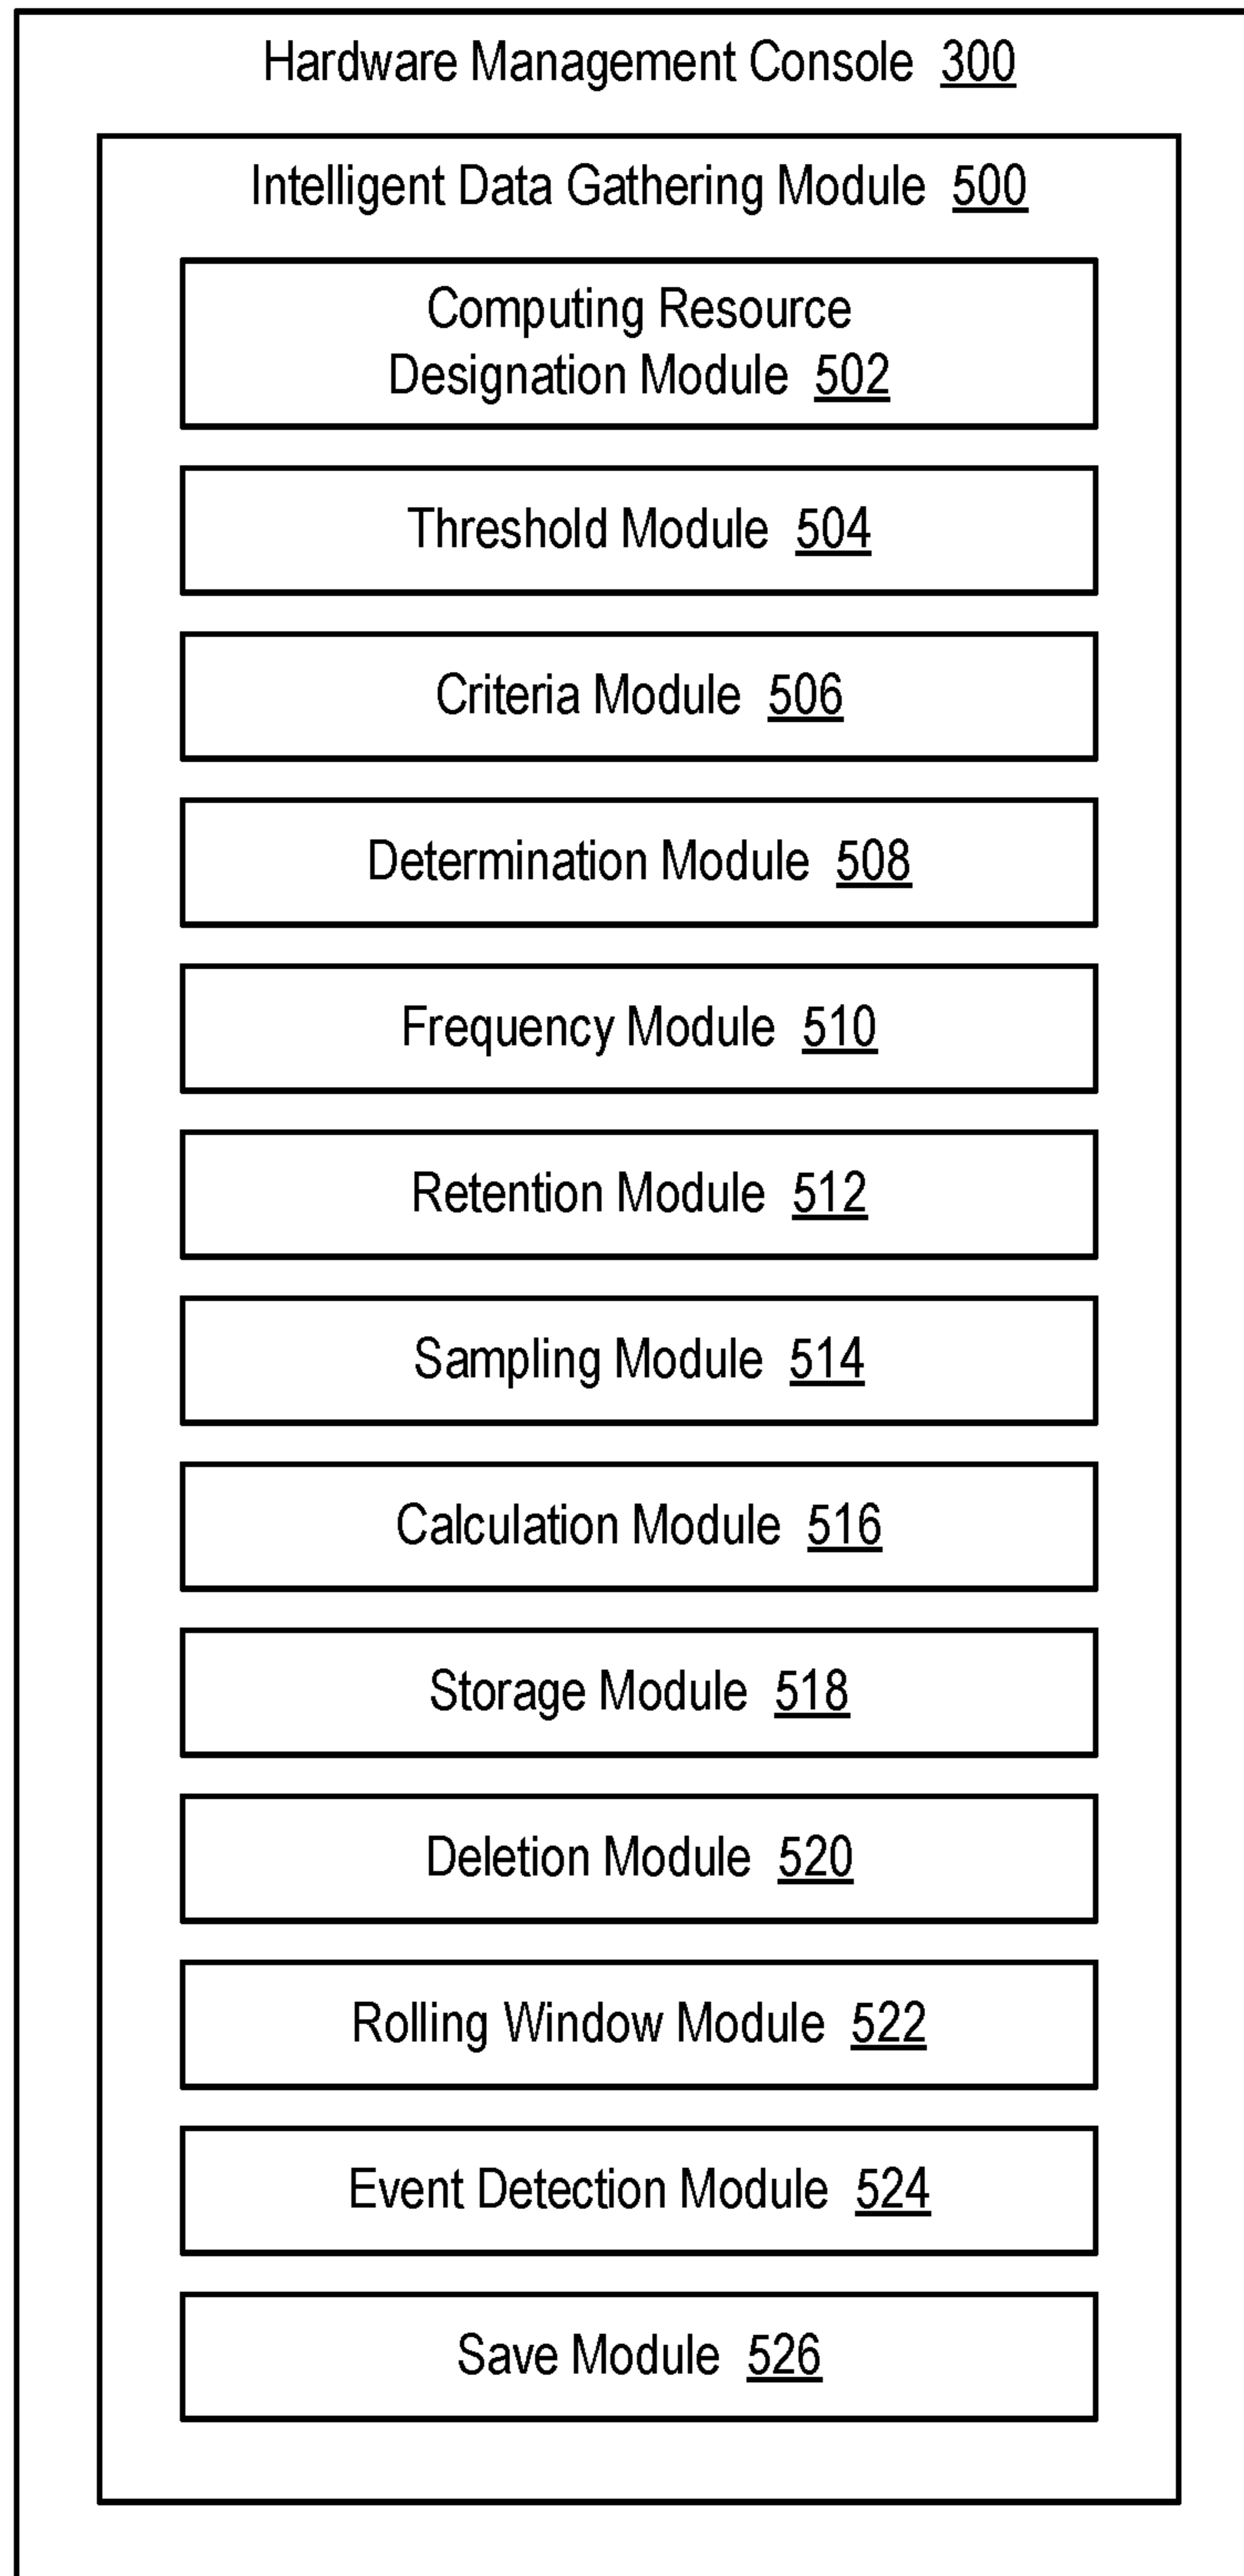 Hardware Management Console 300
Intelligent Data Gathering Module 500
Computing Resource
Designation Module 502
Threshold Module 504
Criteria Module 506
Determination Module 508
Frequency Module 510
Retention Module 512
Sampling Module 514
Calculation Module 516
Storage Module 518
Deletion Module 520
Rolling Window Module 522
Event Detection Module 524
Save Module 526